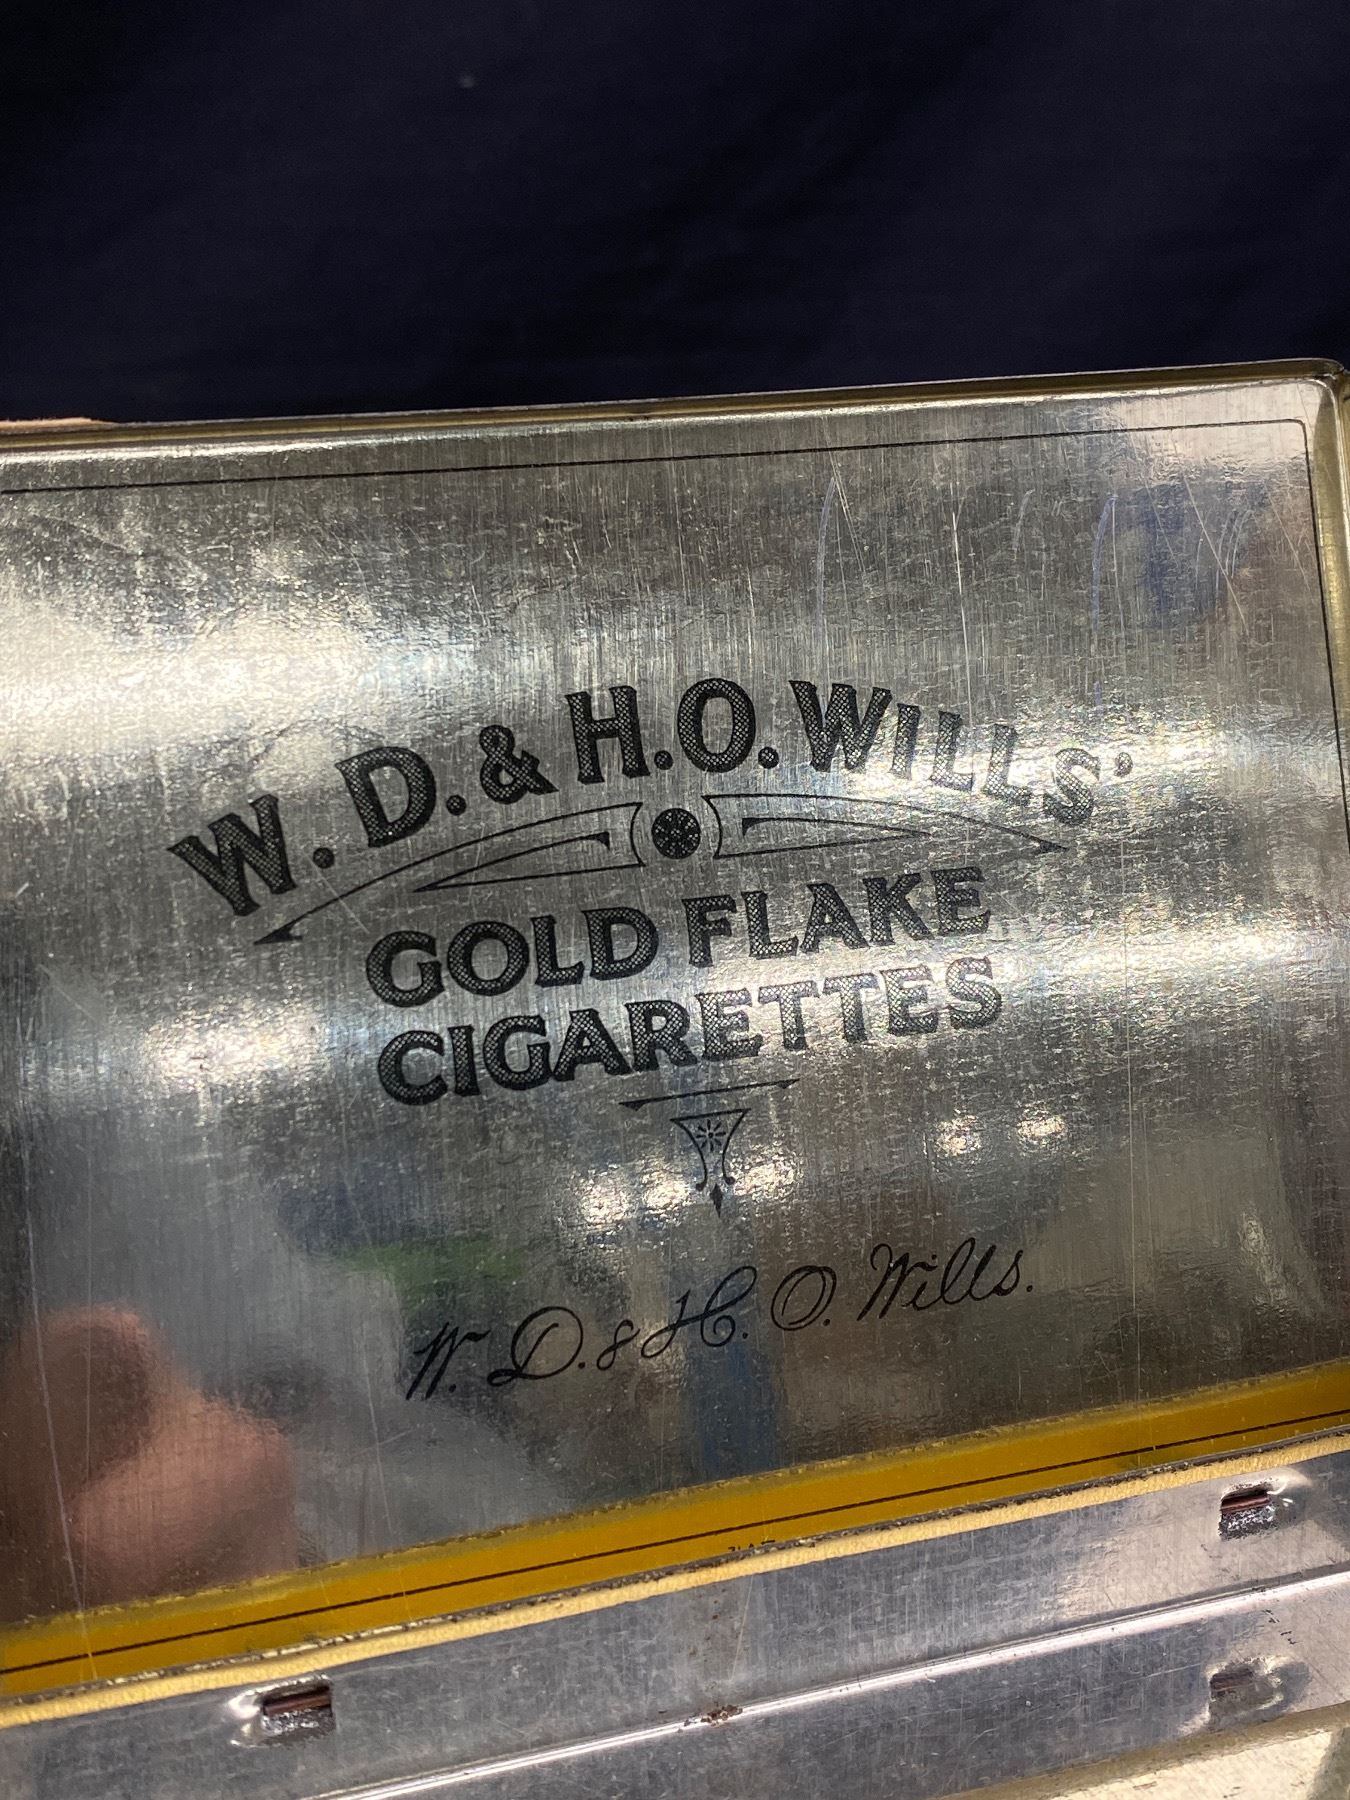 W. D. & H. O. WILLS'
GOLD FLAKE
CIGARETTES
W. D. & H. O. Wills.